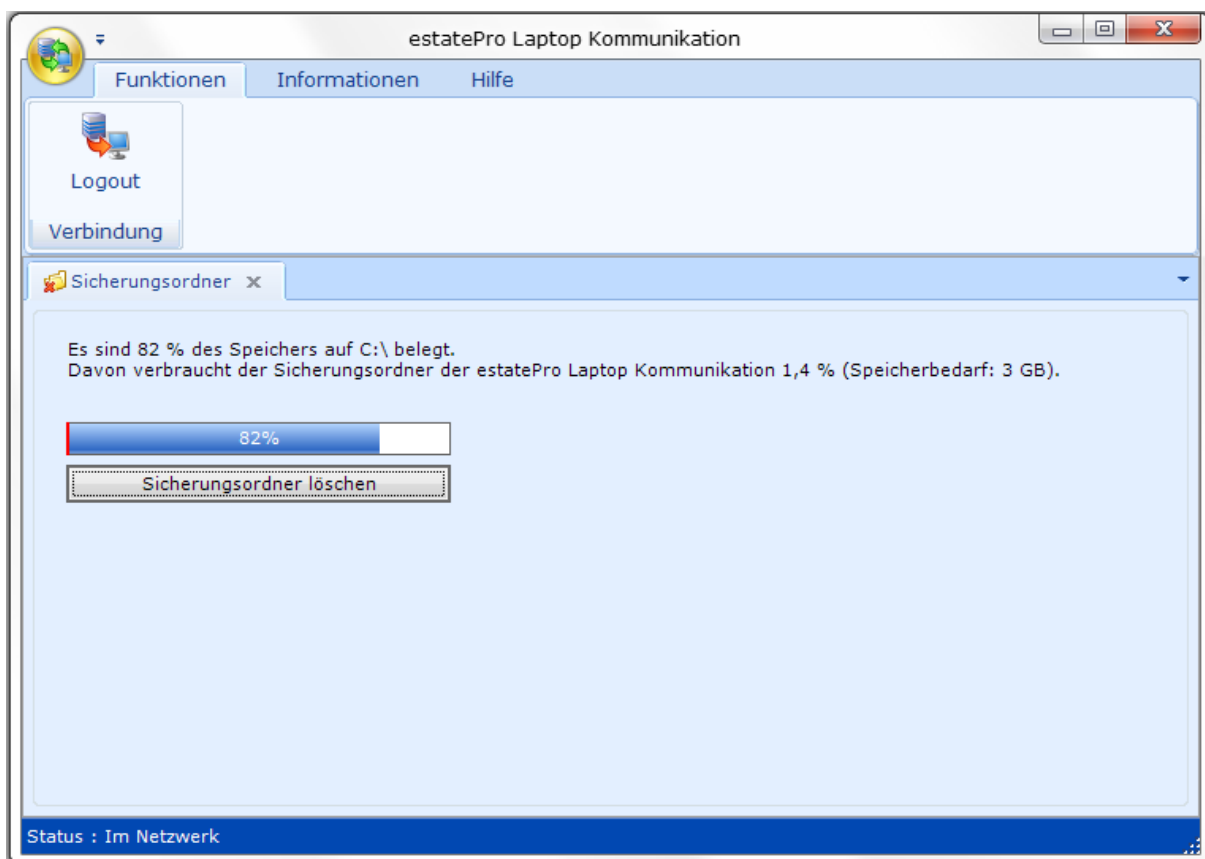 estatePro Laptop Kommunikation
Funktionen Informationen Hilfe
Logout
Verbindung
Sicherungsordner
Es sind 82 % des Speichers auf C:\ belegt.
Davon verbraucht der Sicherungsordner der estatePro Laptop Kommunikation 1,4 % (Speicherbedarf: 3 GB).
82%
Sicherungsordner löschen
Status : Im Netzwerk